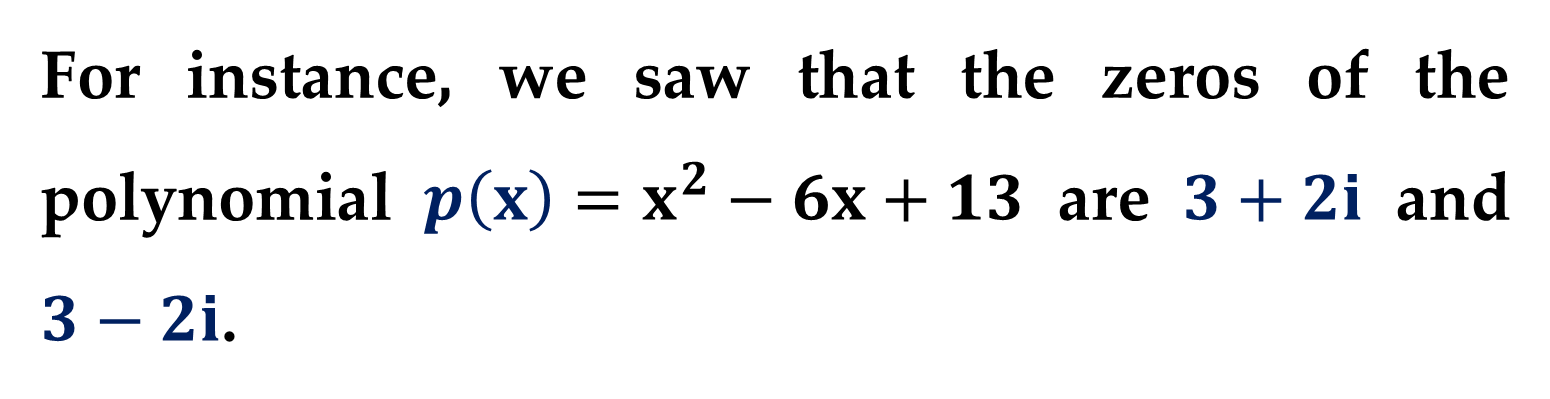 For instance, we saw that the zeros of the
polynomial p(x) = x² − 6x + 13 are 3 + 2i and
3 − 2i.